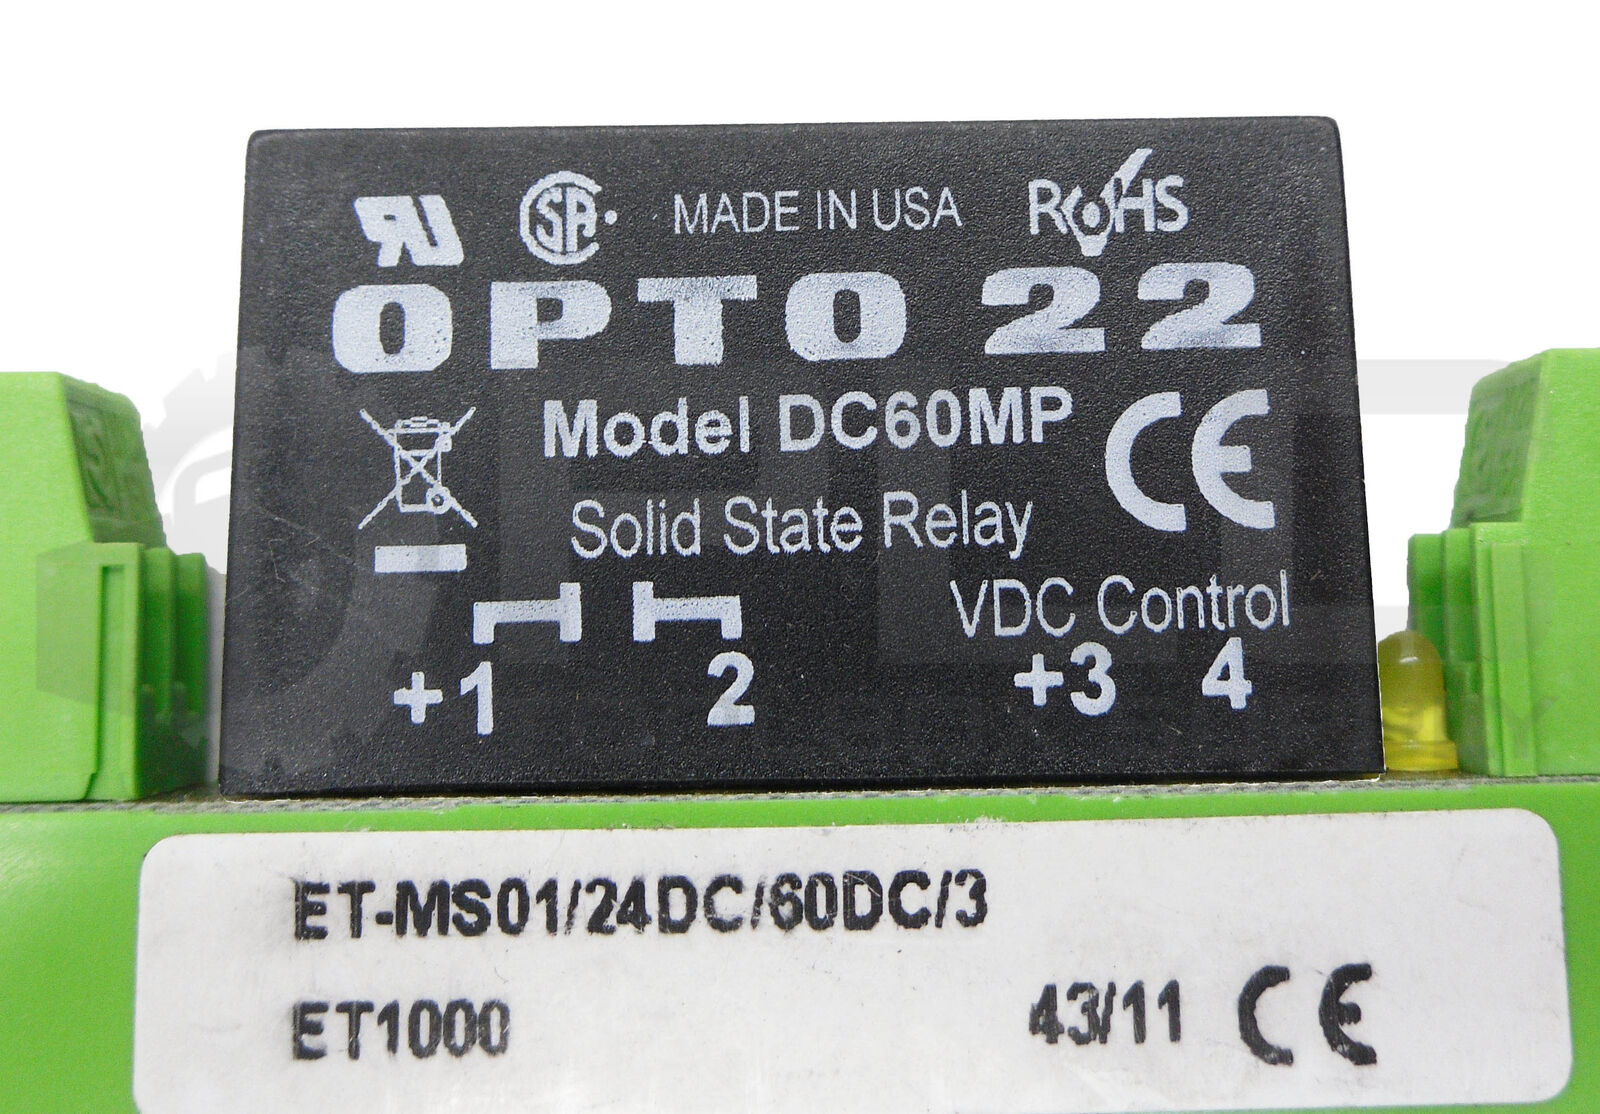 MADE IN USA RoHS
OPTO 22
Model DC60MP CE
Solid State Relay
VDC Control
+1 2 +3 4
ET-MS01/24DC/60DC/3
ET1000 43/11 CE